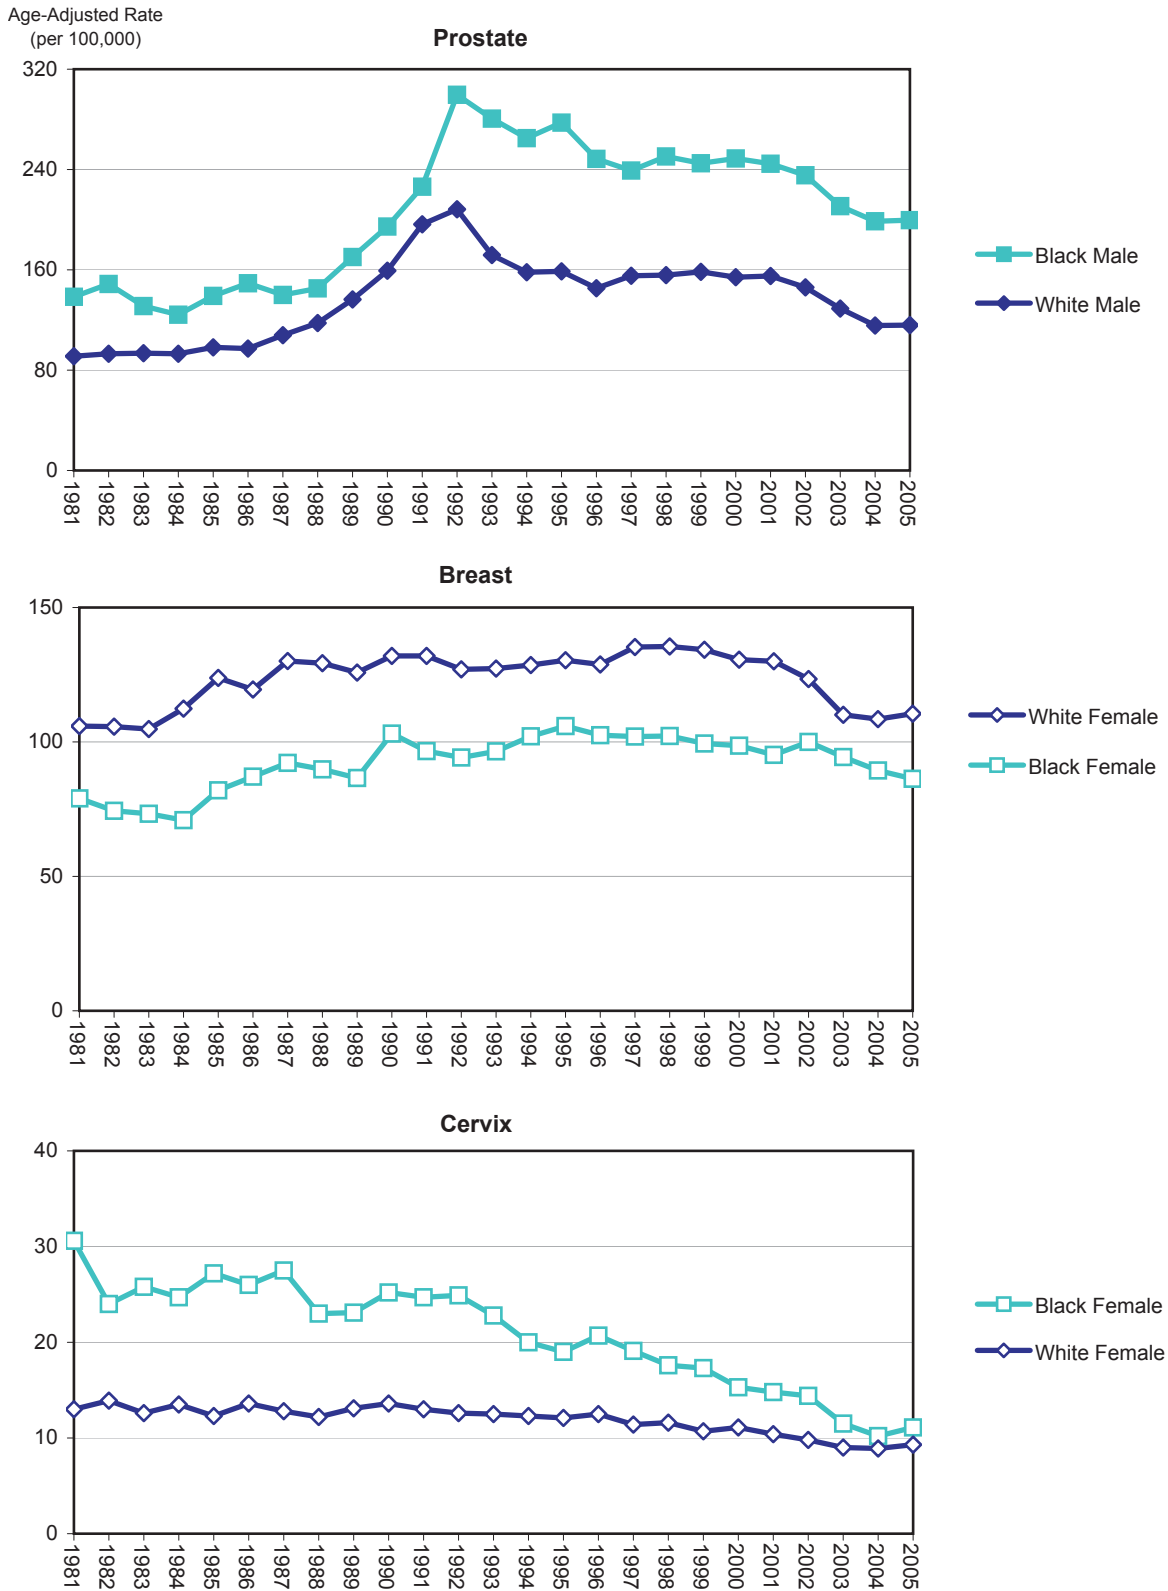 Age-Adjusted Rate
(per 100,000)
Prostate
320
240
160
80
0
1981 1982 1983 1984 1985 1986 1987 1988 1989 1990 1991 1992 1993 1994 1995 1996 1997 1998 1999 2000 2001 2002 2003 2004 2005
Black Male
White Male
Breast
150
100
50
0
1981 1982 1983 1984 1985 1986 1987 1988 1989 1990 1991 1992 1993 1994 1995 1996 1997 1998 1999 2000 2001 2002 2003 2004 2005
White Female
Black Female
Cervix
40
30
20
10
0
1981 1982 1983 1984 1985 1986 1987 1988 1989 1990 1991 1992 1993 1994 1995 1996 1997 1998 1999 2000 2001 2002 2003 2004 2005
Black Female
White Female